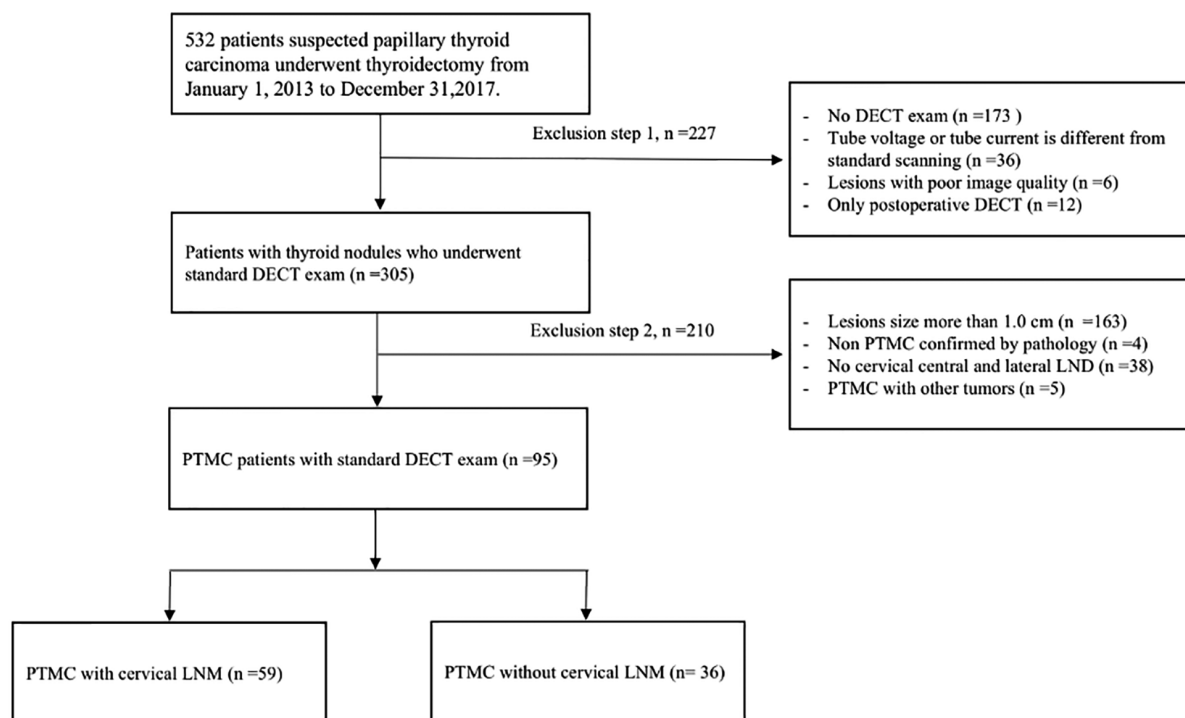 532 patients suspected papillary thyroid
carcinoma underwent thyroidectomy from
January 1, 2013 to December 31,2017.
Exclusion step 1, n =227
- No DECT exam (n =173 )
- Tube voltage or tube current is different from
standard scanning (n =36)
- Lesions with poor image quality (n =6)
- Only postoperative DECT (n =12)
Patients with thyroid nodules who underwent
standard DECT exam (n =305)
Exclusion step 2, n =210
- Lesions size more than 1.0 cm (n =163)
- Non PTMC confirmed by pathology (n =4)
- No cervical central and lateral LND (n =38)
- PTMC with other tumors (n =5)
PTMC patients with standard DECT exam (n =95)
PTMC with cervical LNM (n =59)
PTMC without cervical LNM (n= 36)